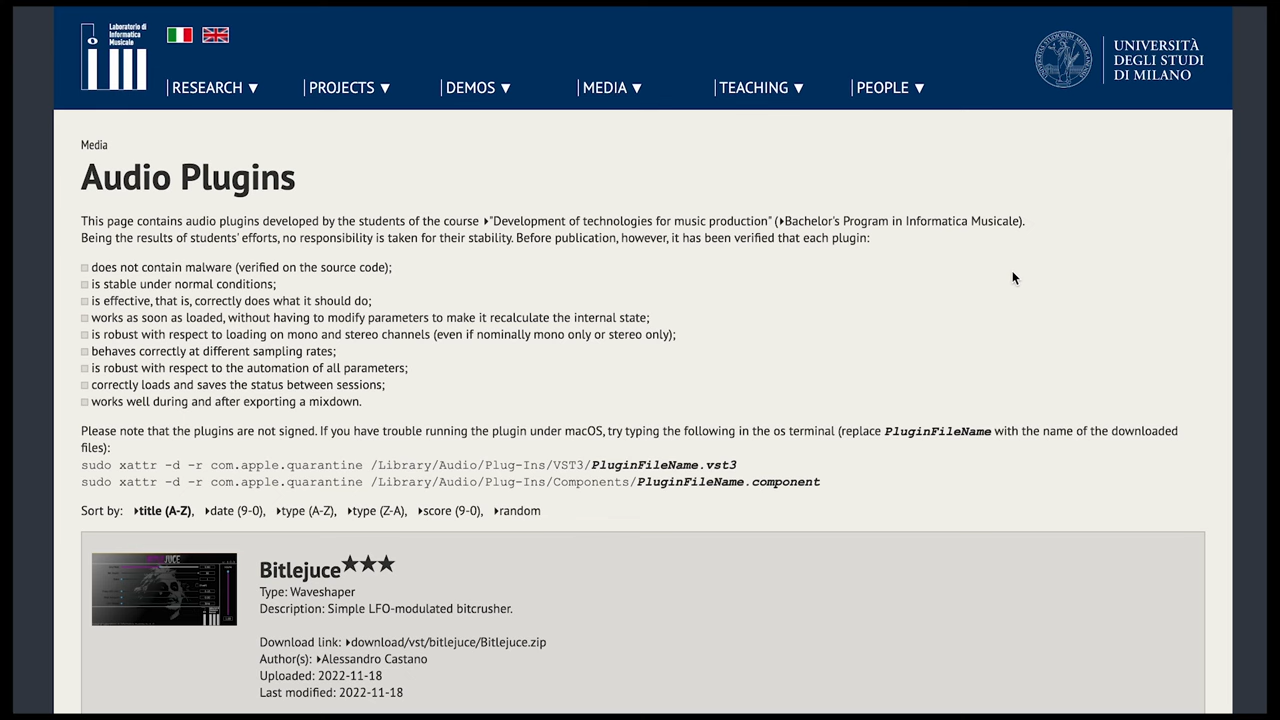 Laboratorio di
Informatica
Musicale
UNIVERSITÀ
DEGLI STUDI
DI MILANO
RESEARCH ▼
PROJECTS ▼
DEMOS ▼
MEDIA ▼
TEACHING ▼
PEOPLE ▼
Media
Audio Plugins
This page contains audio plugins developed by the students of the course "Development of technologies for music production" (Bachelor's Program in Informatica Musicale).
Being the results of students' efforts, no responsibility is taken for their stability. Before publication, however, it has been verified that each plugin:
does not contain malware (verified on the source code);
is stable under normal conditions;
is effective, that is, correctly does what it should do;
works as soon as loaded, without having to modify parameters to make it recalculate the internal state;
is robust with respect to loading on mono and stereo channels (even if nominally mono only or stereo only);
behaves correctly at different sampling rates;
is robust with respect to the automation of all parameters;
correctly loads and saves the status between sessions;
works well during and after exporting a mixdown.
Please note that the plugins are not signed. If you have trouble running the plugin under macOS, try typing the following in the os terminal (replace PluginFileName with the name of the downloaded
files):
sudo xattr -d -r com.apple.quarantine /Library/Audio/Plug-Ins/VST3/PluginFileName.vst3
sudo xattr -d -r com.apple.quarantine /Library/Audio/Plug-Ins/Components/PluginFileName.component
Sort by: title (A-Z), date (9-0), type (A-Z), type (Z-A), score (9-0), random
Bitlejuce★★★
Type: Waveshaper
Description: Simple LFO-modulated bitcrusher.
Download link: download/vst/bitlejuce/Bitlejuce.zip
Author(s): Alessandro Castano
Uploaded: 2022-11-18
Last modified: 2022-11-18